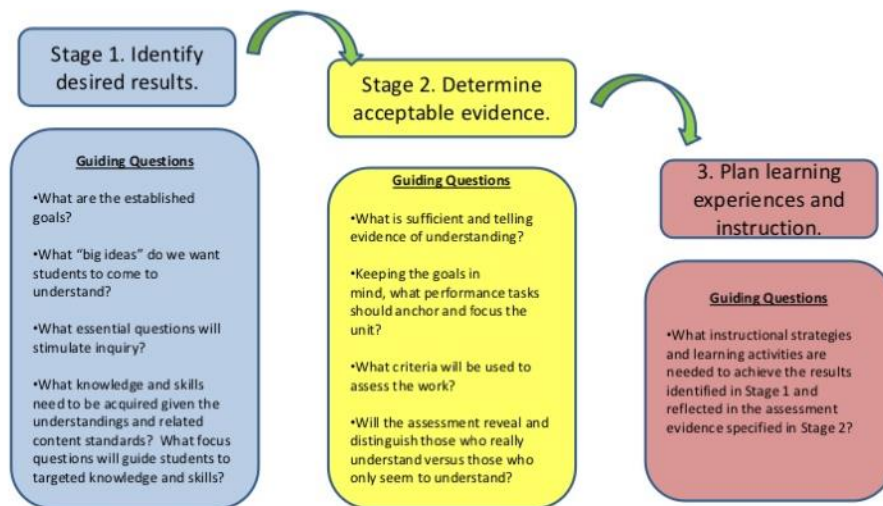 Stage 1. Identify
desired results.
Guiding Questions
•What are the established
goals?
•What “big ideas” do we want
students to come to
understand?
•What essential questions will
stimulate inquiry?
•What knowledge and skills
need to be acquired given the
understandings and related
content standards?  What focus
questions will guide students to
targeted knowledge and skills?
Stage 2. Determine
acceptable evidence.
Guiding Questions
•What is sufficient and telling
evidence of understanding?
•Keeping the goals in
mind, what performance tasks
should anchor and focus the
unit?
•What criteria will be used to
assess the work?
•Will the assessment reveal and
distinguish those who really
understand versus those who
only seem to understand?
3. Plan learning
experiences and
instruction.
Guiding Questions
•What instructional strategies
and learning activities are
needed to achieve the results
identified in Stage 1 and
reflected in the assessment
evidence specified in Stage 2?